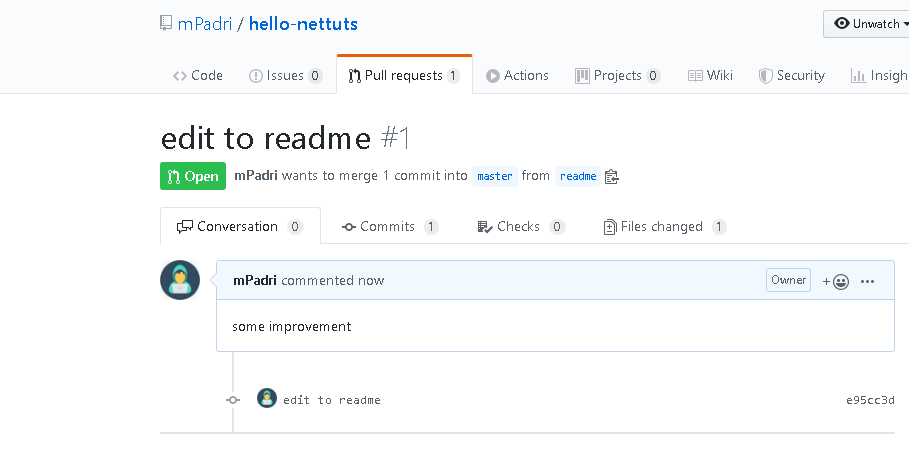 mPadri / hello-nettuts
Unwatch
Code Issues 0 Pull requests 1 Actions Projects 0 Wiki Security Insigh
edit to readme #1
Open mPadri wants to merge 1 commit into master from readme
Conversation 0 Commits 1 Checks 0 Files changed 1
mPadri commented now Owner
some improvement
edit to readme e95cc3d